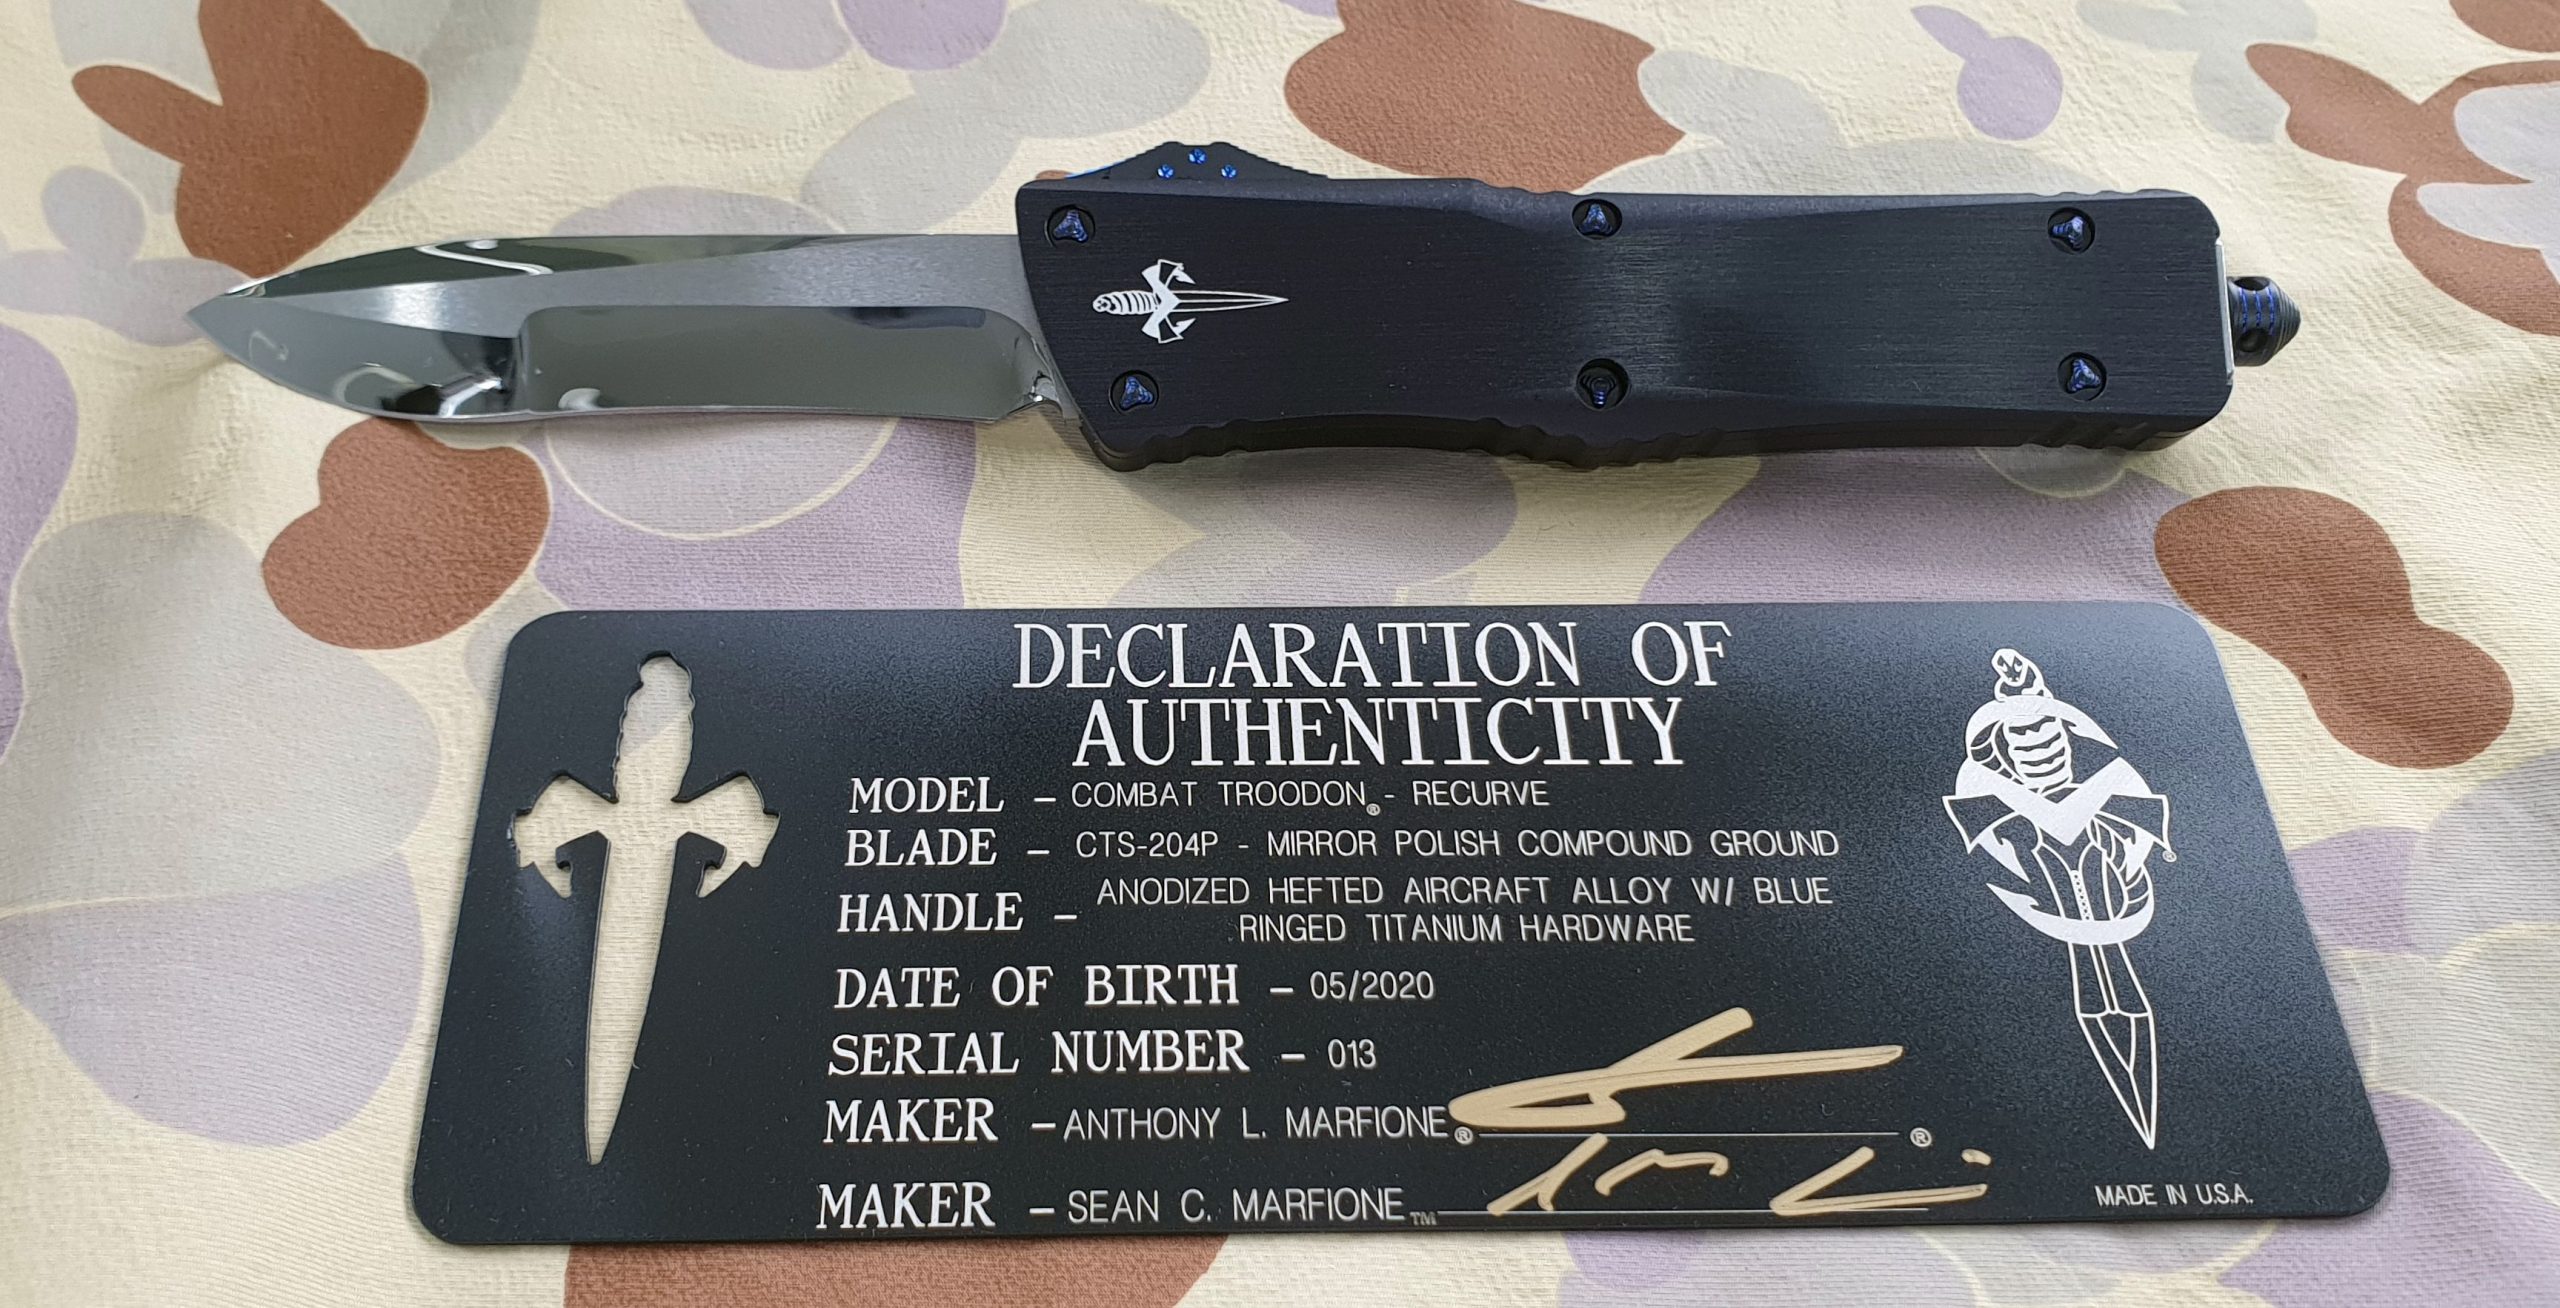 DECLARATION OF
AUTHENTICITY
MODEL – COMBAT TROODON® - RECURVE
BLADE – CTS-204P - MIRROR POLISH COMPOUND GROUND
HANDLE – ANODIZED HEFTED AIRCRAFT ALLOY W/ BLUE
RINGED TITANIUM HARDWARE
DATE OF BIRTH – 05/2020
SERIAL NUMBER – 013
MAKER – ANTHONY L. MARFIONE® ®
MAKER – SEAN C. MARFIONE™
®
MADE IN U.S.A.